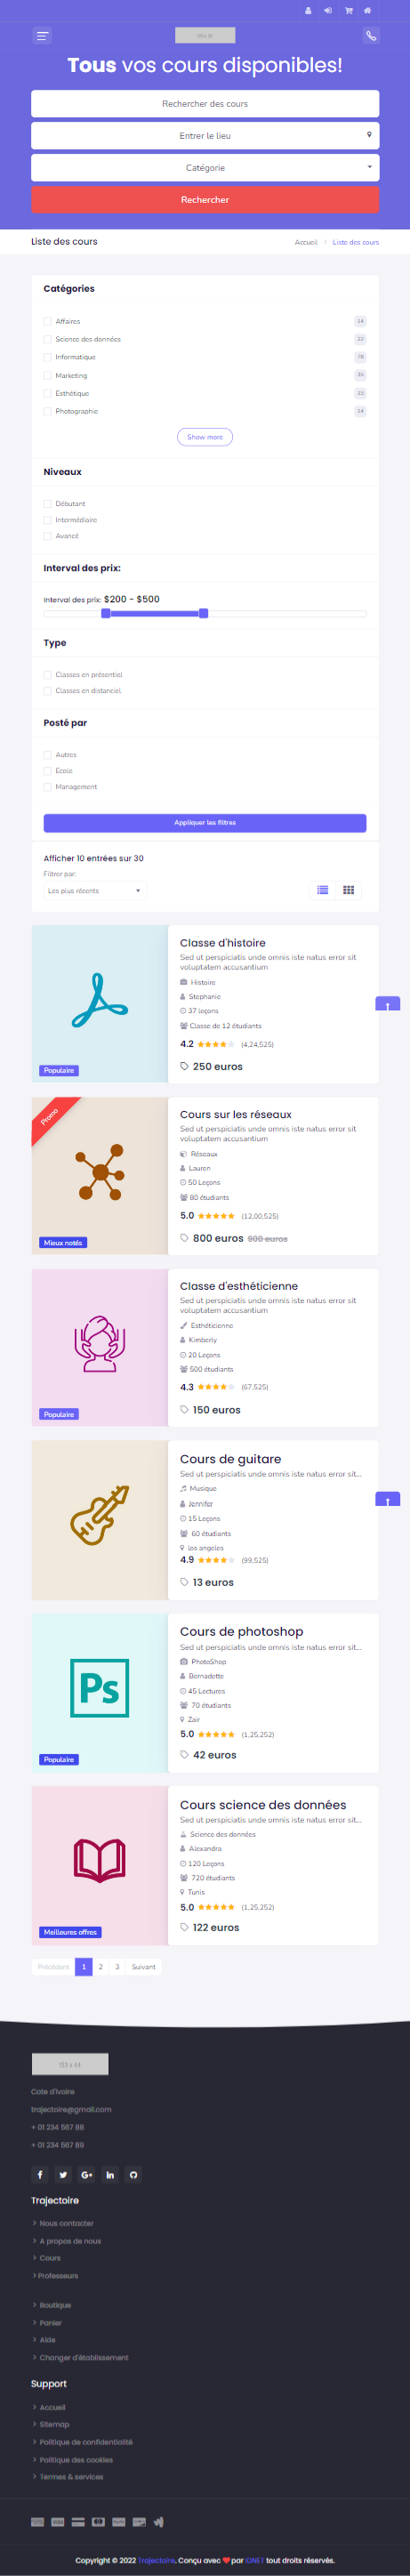 Tous vos cours disponibles!
Rechercher des cours
Entrer le lieu
Catégorie
Rechercher
Liste des cours
Accueil > Liste des cours
Catégories
Affaires 14
Science des données 22
Informatique 78
Marketing 35
Esthétique 23
Photographie 14
Show more
Niveaux
Débutant
Intermédiaire
Avancé
Interval des prix:
Interval des prix: $200 - $500
Type
Classes en présentiel
Classes en distanciel
Posté par
Autres
Ecole
Management
Appliquer les filtres
Afficher 10 entrées sur 30
Filtrer par:
Les plus récents
Classe d'histoire
Sed ut perspiciatis unde omnis iste natus error sit
voluptatem accusantium
Histoire
Stephanie
37 leçons
Classe de 12 étudiants
4.2 (4,24,525)
Populaire
250 euros
Promo
Cours sur les réseaux
Sed ut perspiciatis unde omnis iste natus error sit
voluptatem accusantium
Réseaux
Lauren
50 Leçons
80 étudiants
5.0 (12,00,525)
Mieux notés
800 euros 900 euros
Classe d'esthéticienne
Sed ut perspiciatis unde omnis iste natus error sit
voluptatem accusantium
Esthéticienne
Kimberly
20 Leçons
500 étudiants
4.3 (67,525)
Populaire
150 euros
Cours de guitare
Sed ut perspiciatis unde omnis iste natus error sit...
Musique
Jennifer
15 Leçons
60 étudiants
los angeles
4.9 (99,525)
13 euros
Cours de photoshop
Sed ut perspiciatis unde omnis iste natus error sit...
PhotoShop
Bernadette
45 Lectures
70 étudiants
Zair
Ps
5.0 (1,25,252)
Populaire
42 euros
Cours science des données
Sed ut perspiciatis unde omnis iste natus error sit...
Science des données
Alexandra
120 Leçons
720 étudiants
Tunis
5.0 (1,25,252)
Meilleures offres
122 euros
Précédent 1 2 3 Suivant
153 x 44
Cote d'Ivoire
trajectoire@gmail.com
+ 01 234 567 88
+ 01 234 567 89
Trajectoire
Nous contacter
A propos de nous
Cours
Professeurs
Boutique
Panier
Aide
Changer d'établissement
Support
Accueil
Sitemap
Politique de confidentialité
Politique des cookies
Termes & services
Copyright © 2022 Trajectoire. Conçu avec ❤ par IONET tout droits réservés.